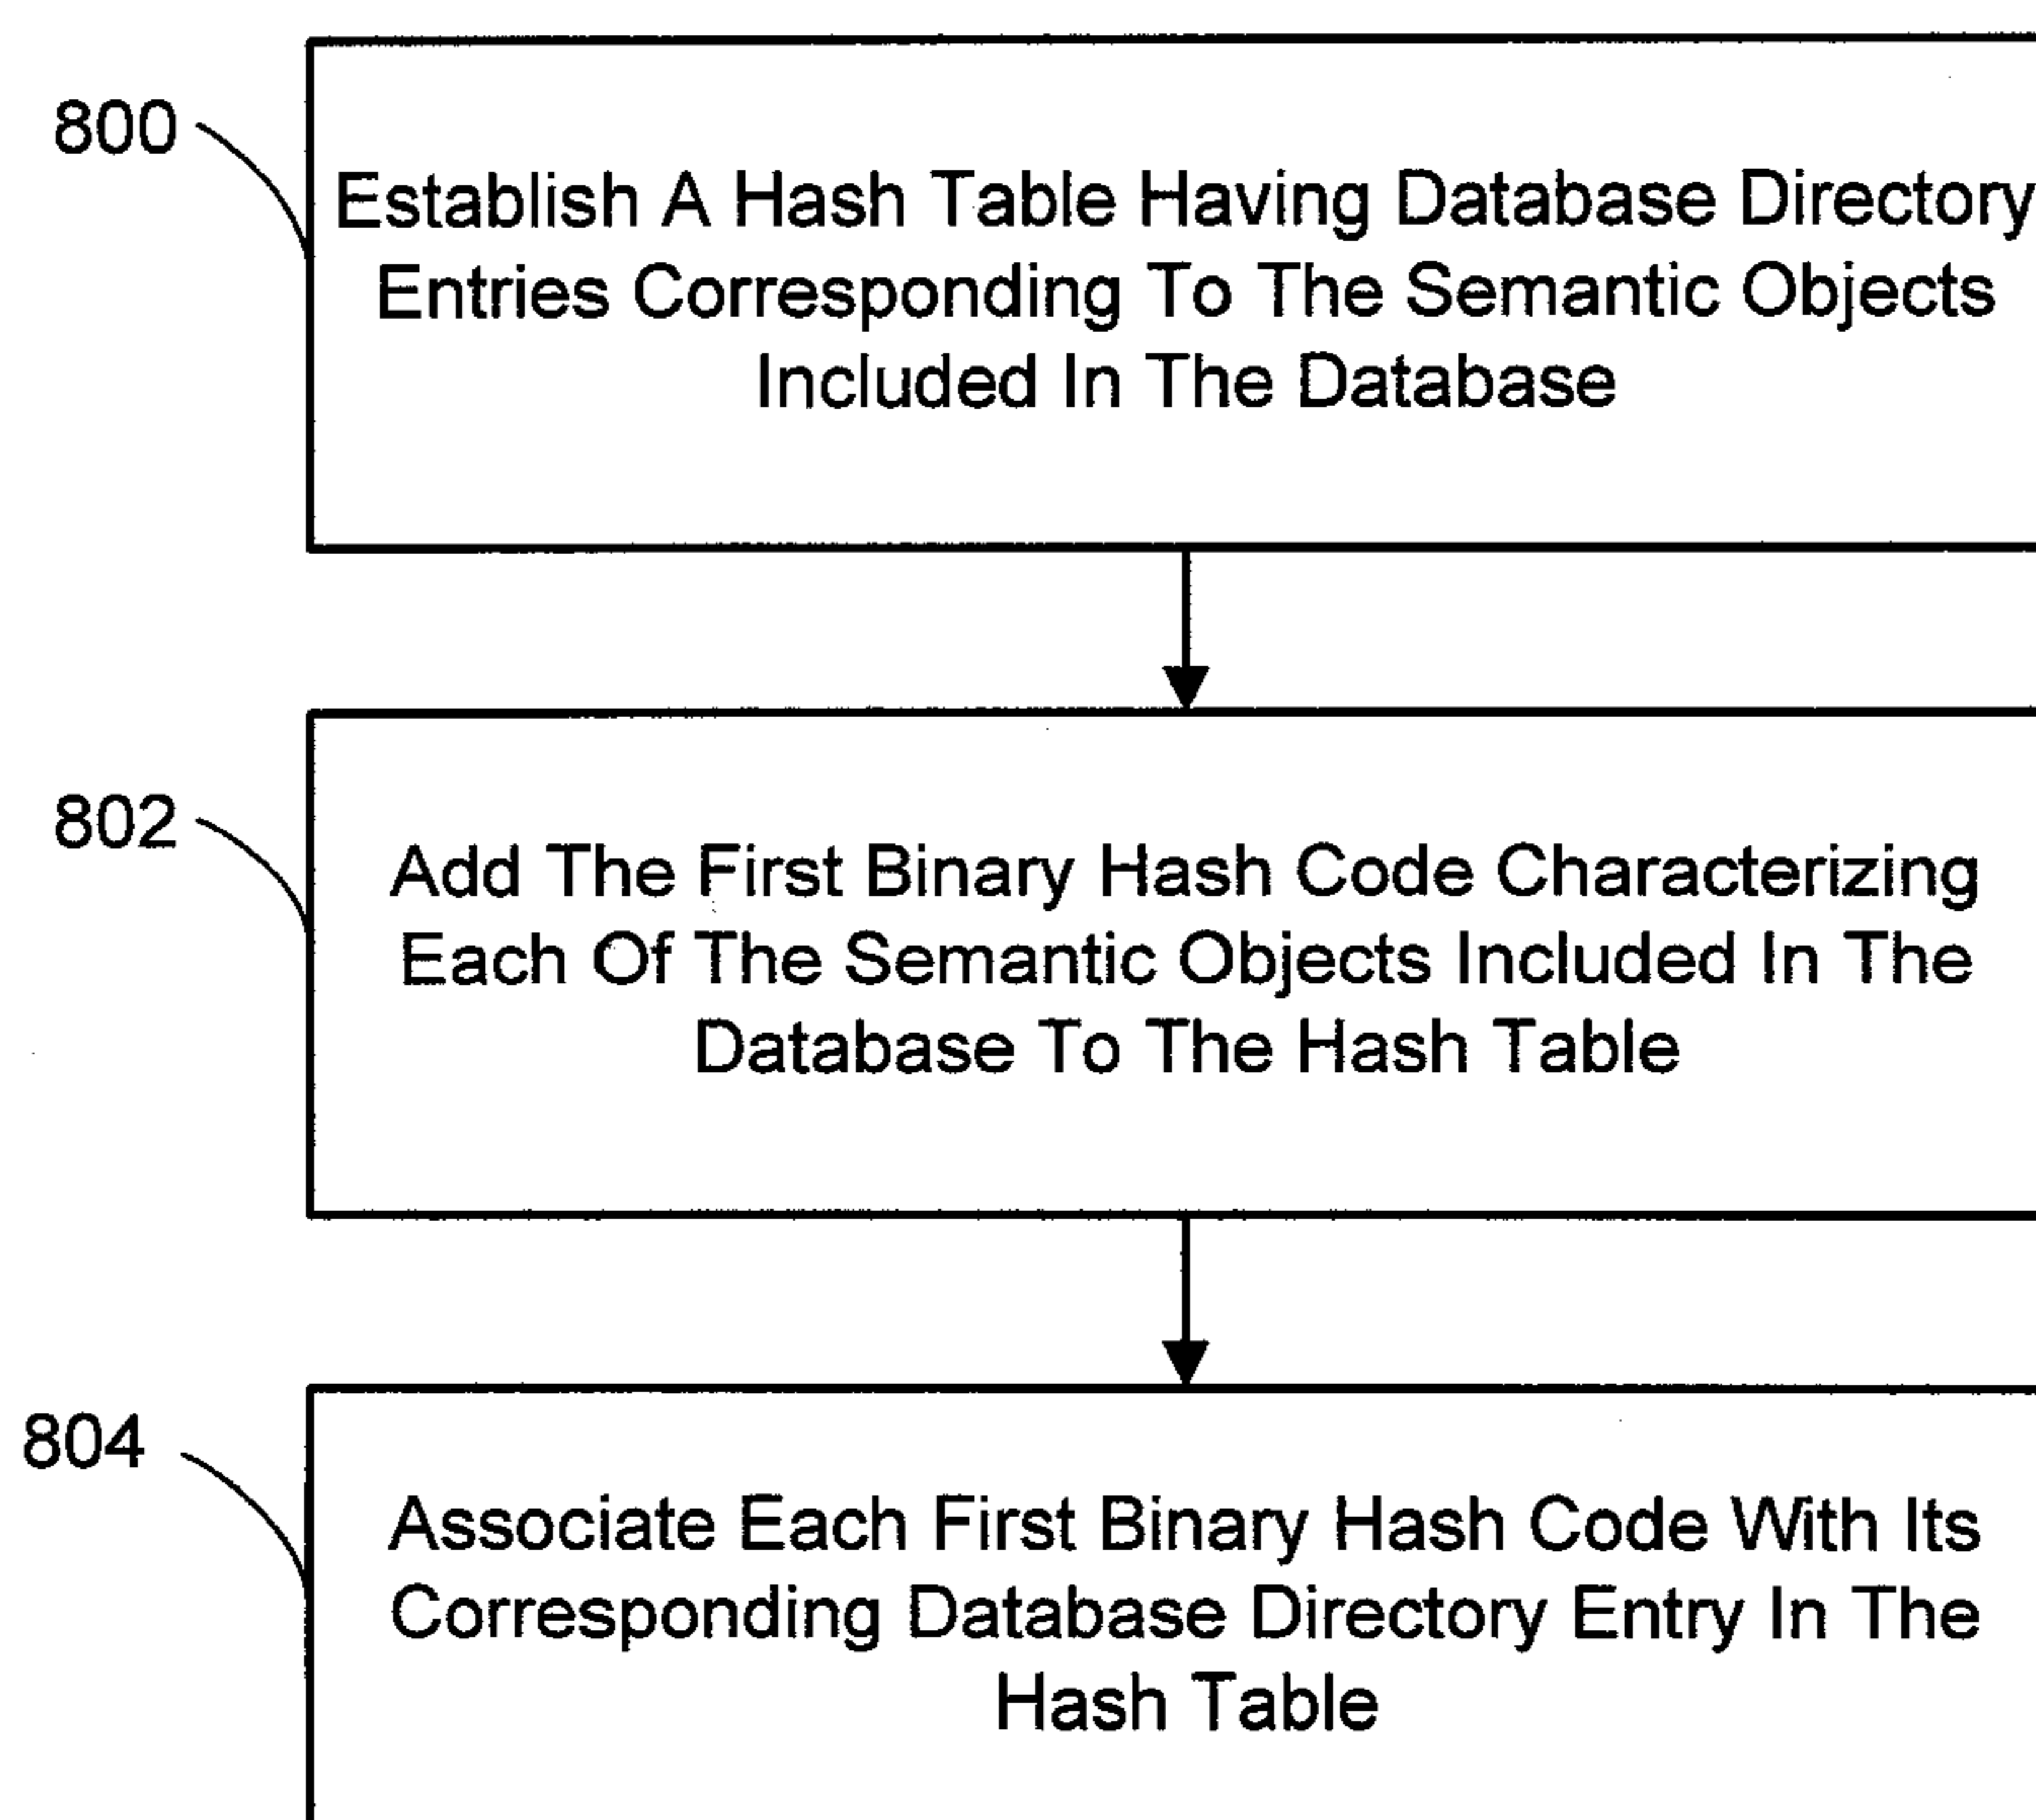 800
Establish A Hash Table Having Database Directory
Entries Corresponding To The Semantic Objects
Included In The Database
802
Add The First Binary Hash Code Characterizing
Each Of The Semantic Objects Included In The
Database To The Hash Table
804
Associate Each First Binary Hash Code With Its
Corresponding Database Directory Entry In The
Hash Table